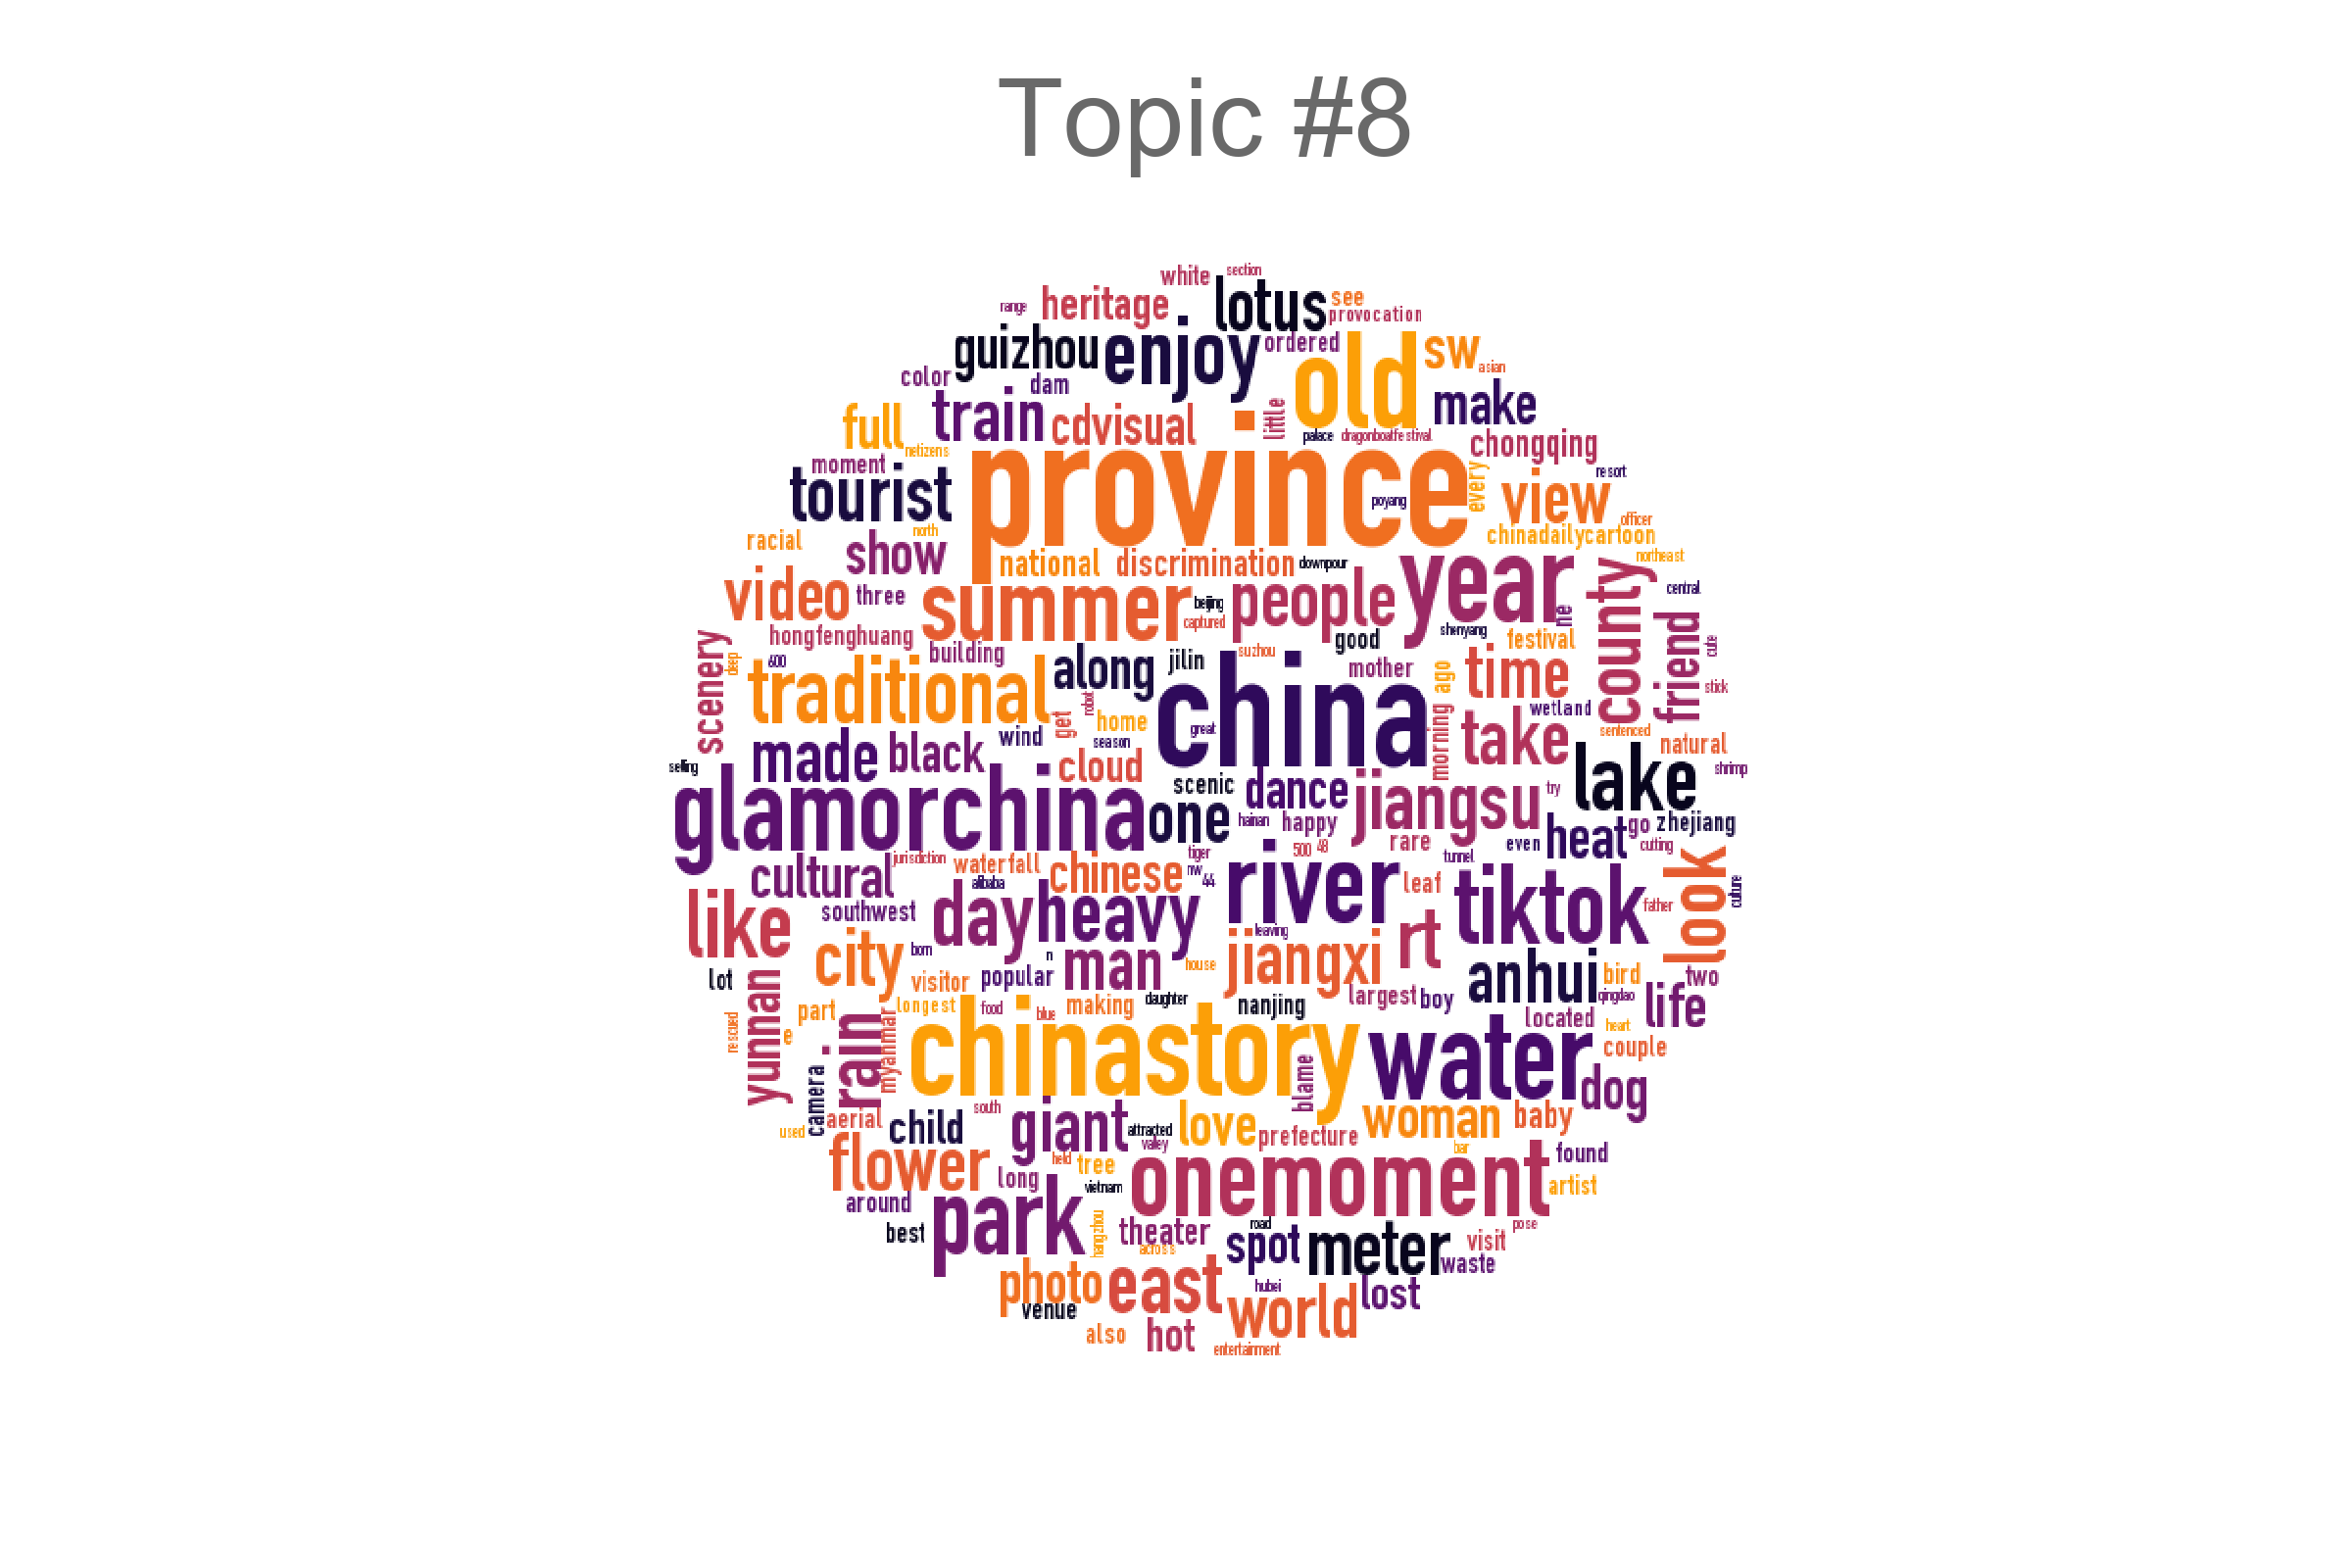 Topic #8
white
section
range
heritage
lotus
see
provocation
guizhou
enjoy
ordered
old
sw
asian
color
dam
train
cdvisual
little
make
full
netizens
palace
dragonboatfestival
chongqing
moment
tourist
province
poyang
every
view
resort
officer
racial
north
show
national
discrimination
downpour
year
chinadailycartoon
northeast
video
three
summer
beijing
captured
people
ne
county
central
friend
cube
hongfenghuang
building
good
shenyang
festival
scenery
deep
600
traditional
along
jilin
suzhou
mother
ago
time
stick
robot
get
home
china
wetland
wind
season
great
morning
take
sentenced
natural
made
black
cloud
scenic
selling
lake
shrimp
glamorchina
one
dance
jiangsu
try
hainan
happy
rare
even
heat
go
zhejiang
cutting
cultural
jurisdiction
waterfall
chinese
tiger
500
48
tunnel
look
alibaba
nw
44
river
leaf
tiktok
father
culture
like
southwest
day
heavy
leaving
rt
city
born
n
man
house
jiangxi
anhui
bird
two
lot
visitor
popular
largest
boy
qingdao
yunnan
part
longest
food
blue
making
daughter
nanjing
located
life
rescued
e
rain
myanmar
chinastory
water
heart
couple
camera
blame
dog
used
aerial
child
south
giant
attracted
valley
love
prefecture
woman
baby
bar
flower
held
tree
long
vietnam
onemoment
found
artist
around
park
best
hangzhou
theater
across
road
spot
meter
pose
visit
waste
photo
venue
east
hubei
world
lost
also
hot
entertainment